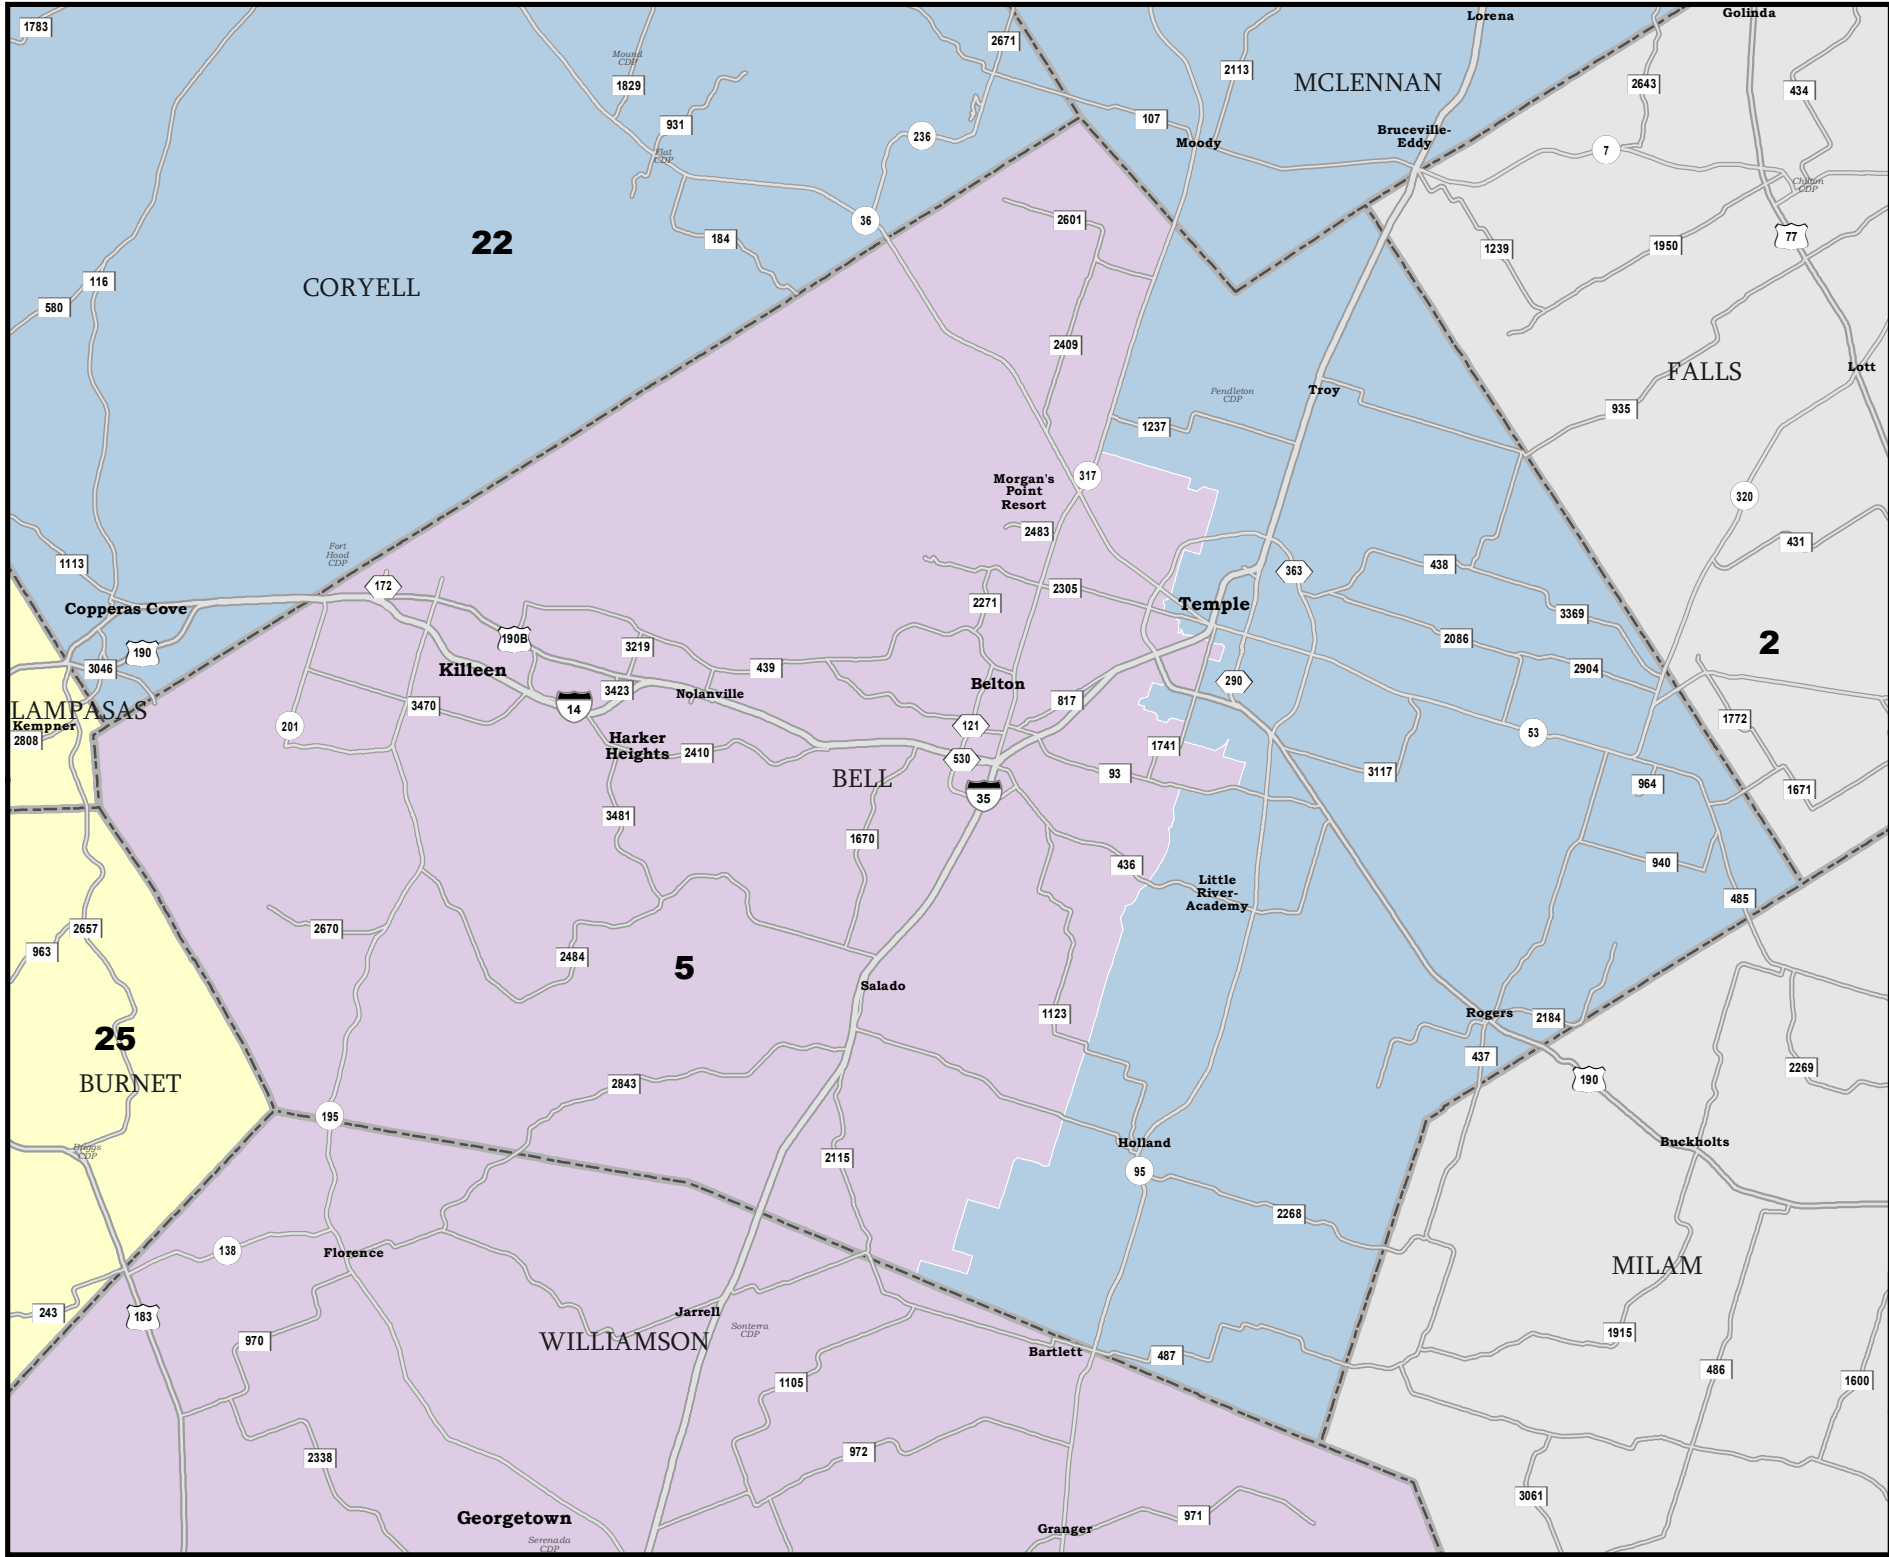 1783
Lorena
Golinda
2671
Mound
CDP
1829
2113
MCLENNAN
2643
434
931
107
236
Bruceville-
Eddy
Moody
7
Flat
CDP
Chilton
CDP
36
2601
184
22
77
1239
1950
116
CORYELL
580
2409
FALLS
Lott
Pendleton
CDP
Troy
935
1237
317
Morgan's
Point
Resort
320
2483
431
Fort
Hood
CDP
1113
438
363
172
2305
Copperas Cove
2271
Temple
3369
190B
2086
190
3219
2
3046
439
Killeen
2904
290
Belton
3423
Nolanville
817
14
3470
LAMPASAS
Kempner
2808
201
121
1772
53
Harker
Heights
2410
1741
530
93
3117
BELL
964
1671
35
3481
1670
436
940
Little
River-
Academy
485
2670
2657
963
2484
5
Salado
1123
Rogers
2184
25
437
2269
190
BURNET
2843
195
Buckholts
Holland
Briggs
CDP
2115
95
2268
138
Florence
MILAM
243
183
Jarrell
Sonterra
CDP
1915
970
WILLIAMSON
Bartlett
487
486
1105
1600
972
2338
3061
971
Georgetown
Granger
Serenada
CDP